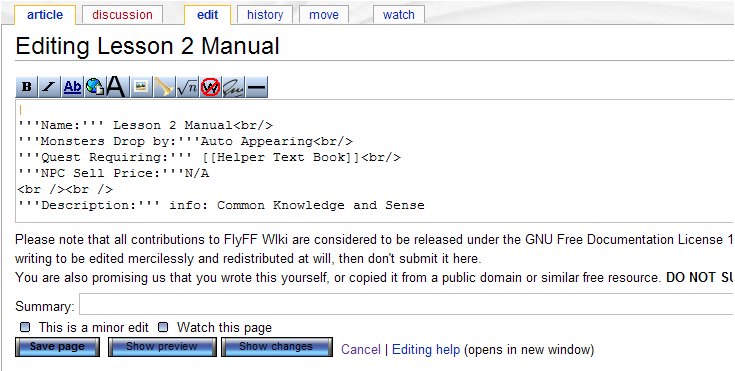 article discussion edit history move watch
Editing Lesson 2 Manual
B I Ab A √n W
'''Name:''' Lesson 2 Manual<br/>
'''Monsters Drop by:'''Auto Appearing<br/>
'''Quest Requiring:''' [[Helper Text Book]]<br/>
'''NPC Sell Price:'''N/A
<br /><br />
'''Description:''' info: Common Knowledge and Sense
Please note that all contributions to FlyFF WIki are considered to be released under the GNU Free Documentation License 1
writing to be edited mercilessly and redistributed at will, then don't submit it here.
You are also promising us that you wrote this yourself, or copied it from a public domain or similar free resource. DO NOT SU
Summary:
This is a minor edit Watch this page
Save page Show preview Show changes Cancel | Editing help (opens in new window)